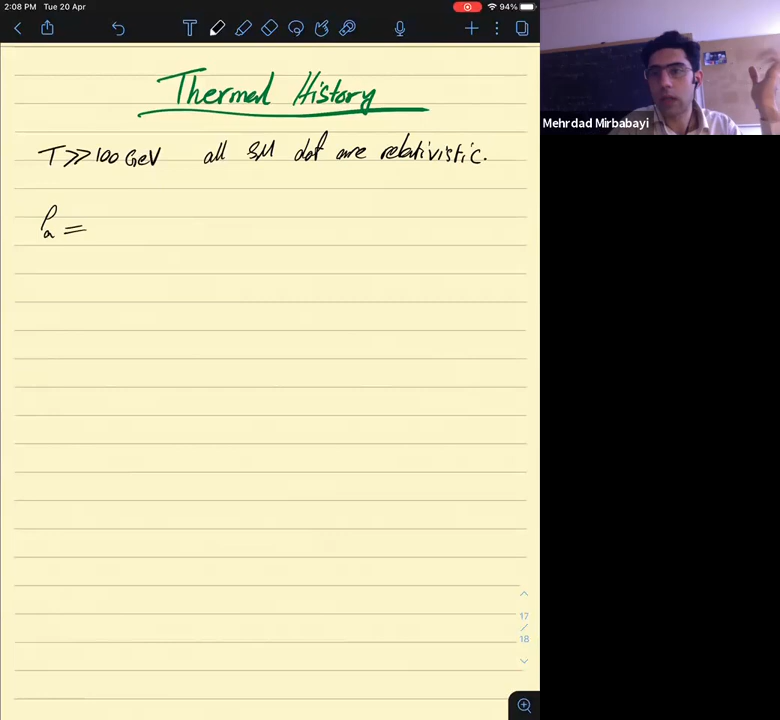 2:08 PM Tue 20 Apr
94%
Thermal History
T >> 100 GeV all SM dof are relativistic.
ρ_a =
Mehrdad Mirbabayi
17
/
18